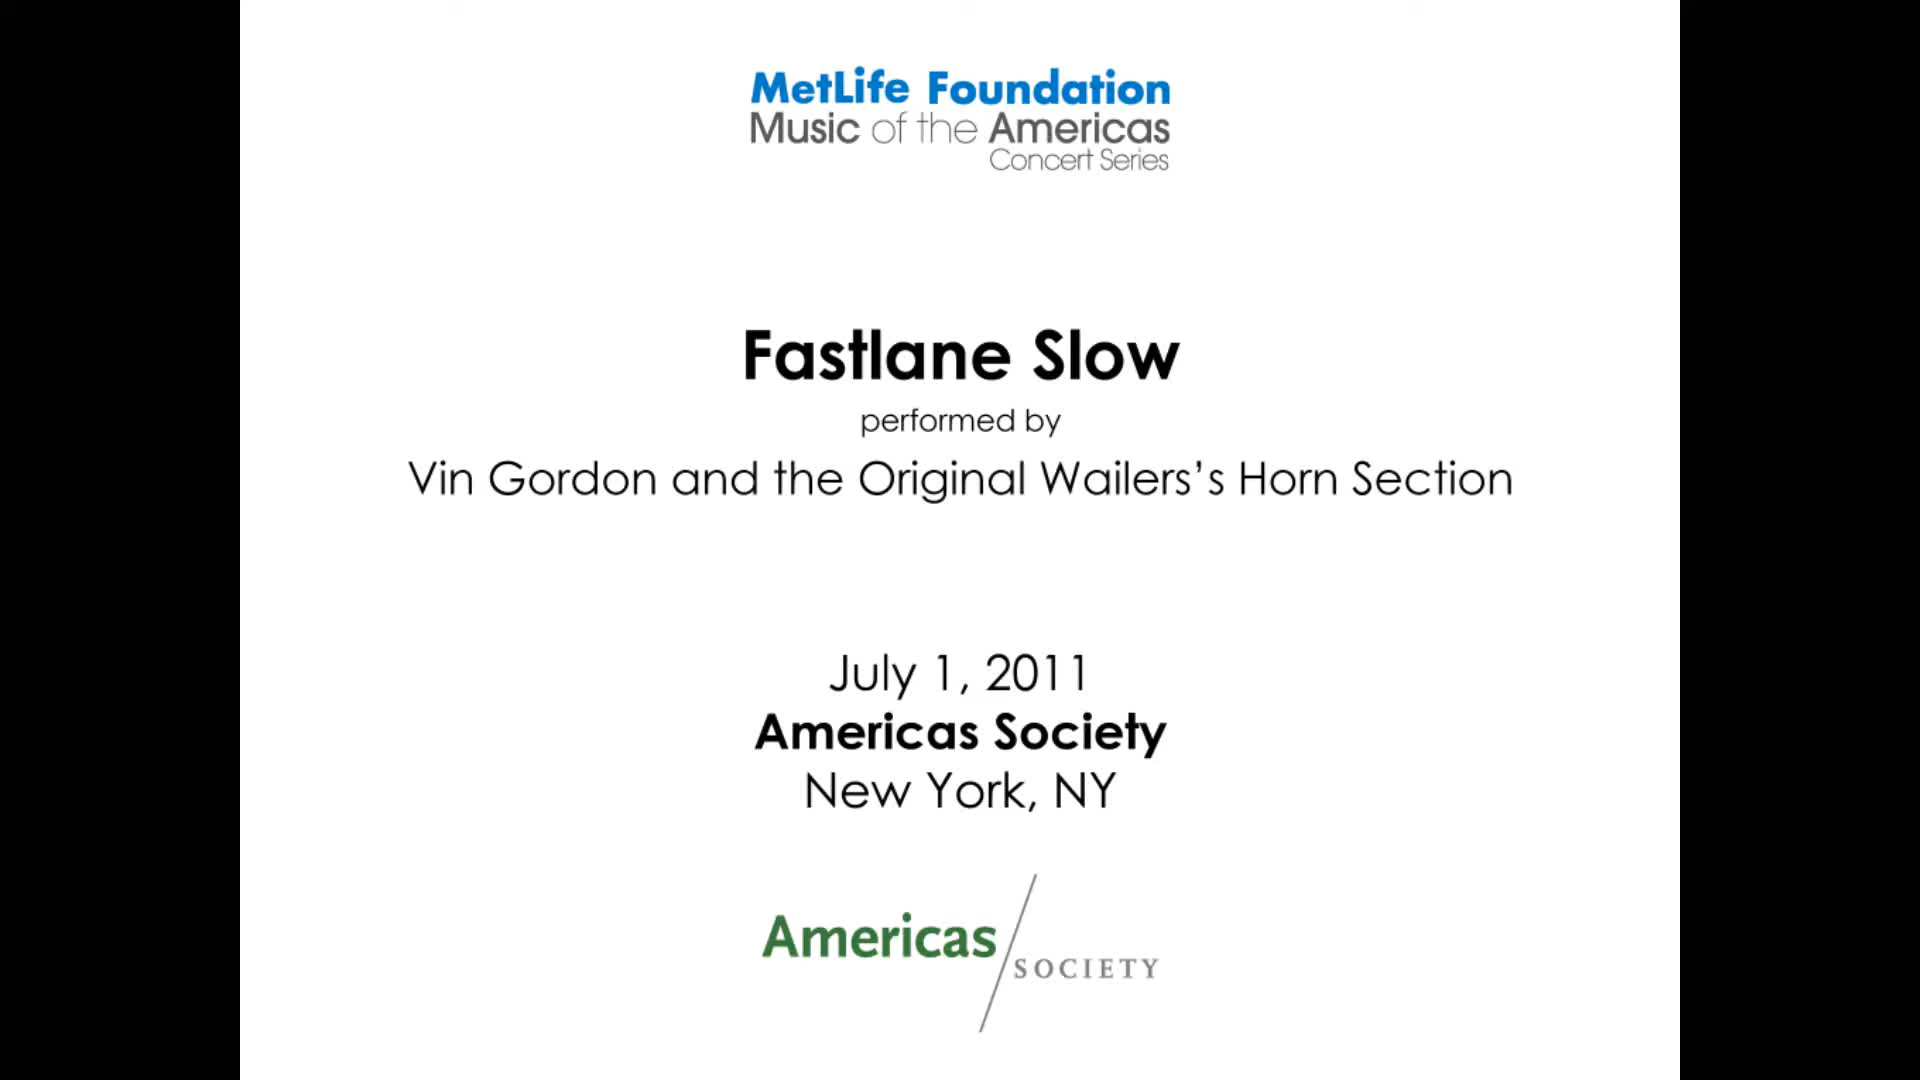 MetLife Foundation
Music of the Americas
Concert Series
Fastlane Slow
performed by
Vin Gordon and the Original Wailers’s Horn Section
July 1, 2011
Americas Society
New York, NY
Americas
SOCIETY